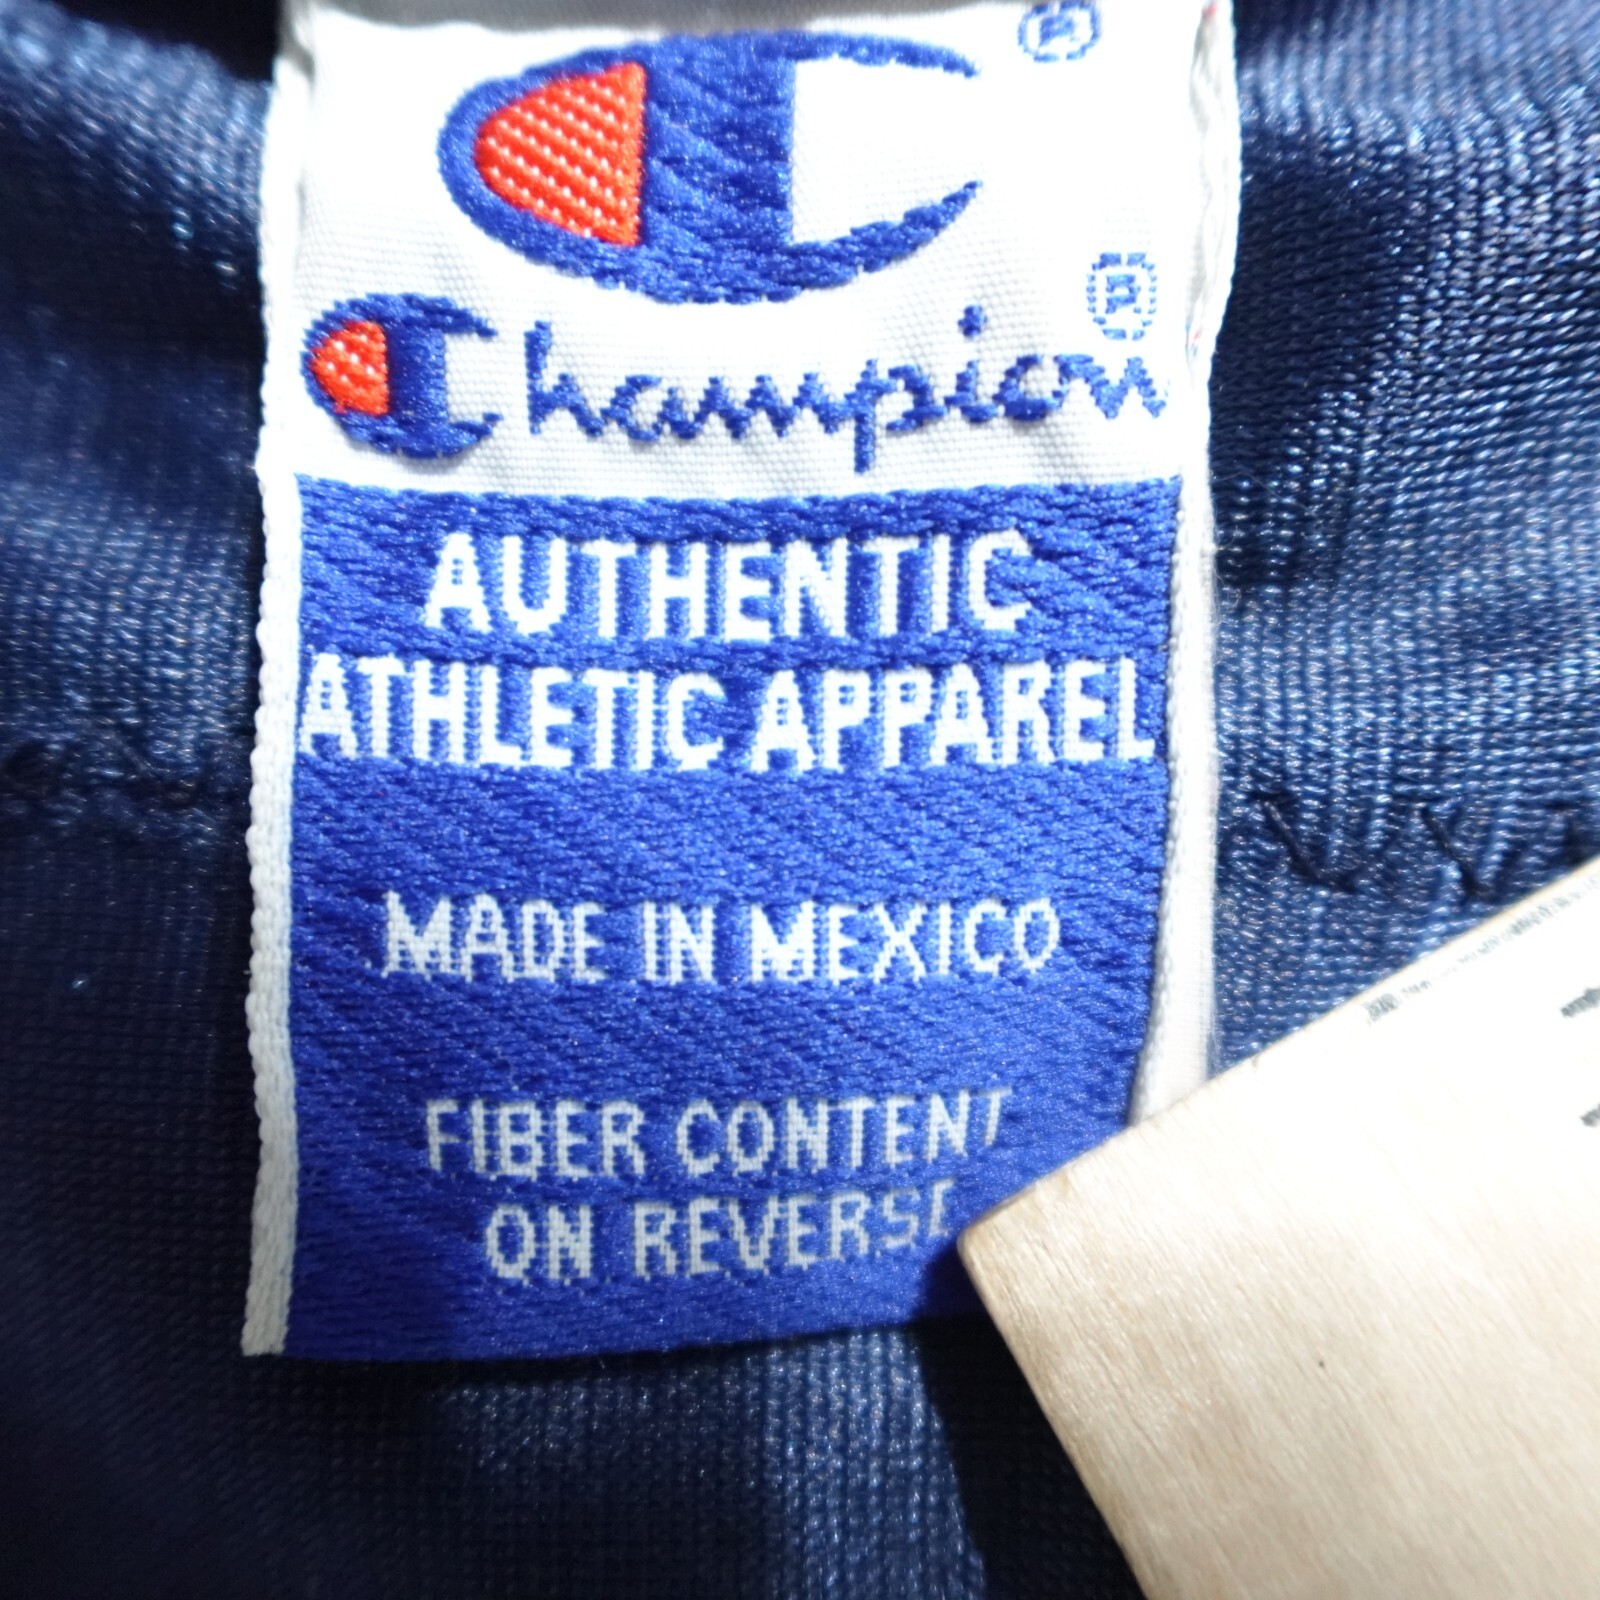 ®
Champion®
AUTHENTIC
ATHLETIC APPAREL
MADE IN MEXICO
FIBER CONTENT
ON REVERSE